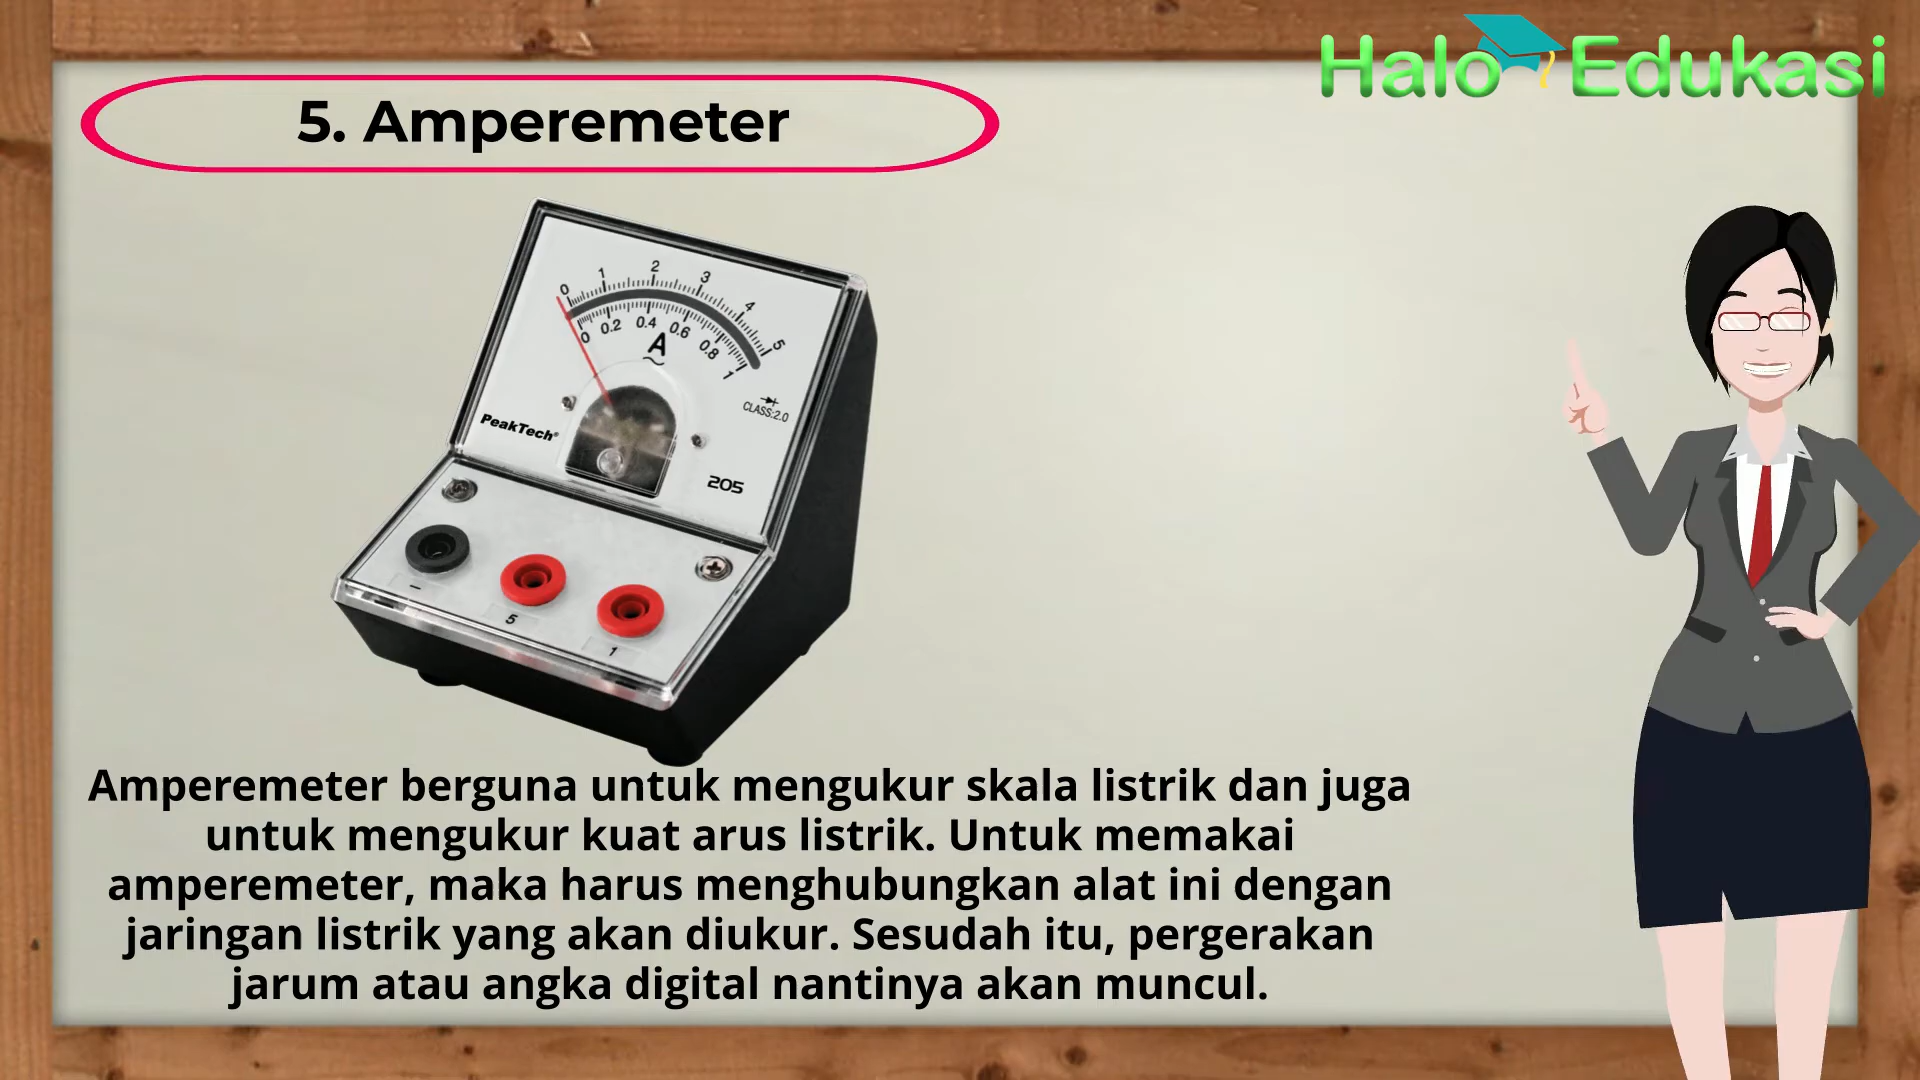 Halo Edukasi
5. Amperemeter
0 1 2 3 4 5
0 0.2 0.4 0.6 0.8 1
A
CLASS:2.0
PeakTech®
205
–
5
1
Amperemeter berguna untuk mengukur skala listrik dan juga
untuk mengukur kuat arus listrik. Untuk memakai
amperemeter, maka harus menghubungkan alat ini dengan
jaringan listrik yang akan diukur. Sesudah itu, pergerakan
jarum atau angka digital nantinya akan muncul.